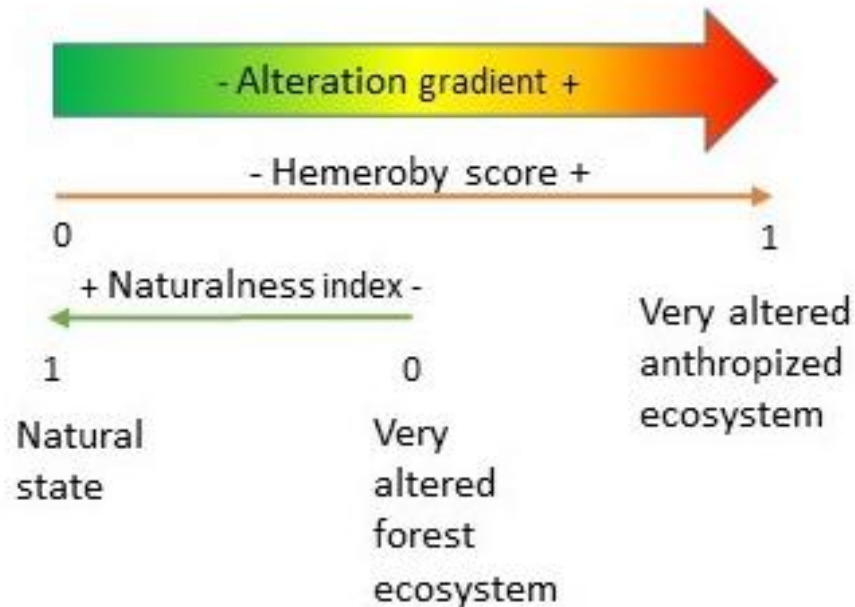 - Alteration gradient +
- Hemeroby score +
0
1
+ Naturalness index -
1
0
Natural
state
Very
altered
forest
ecosystem
Very altered
anthropized
ecosystem